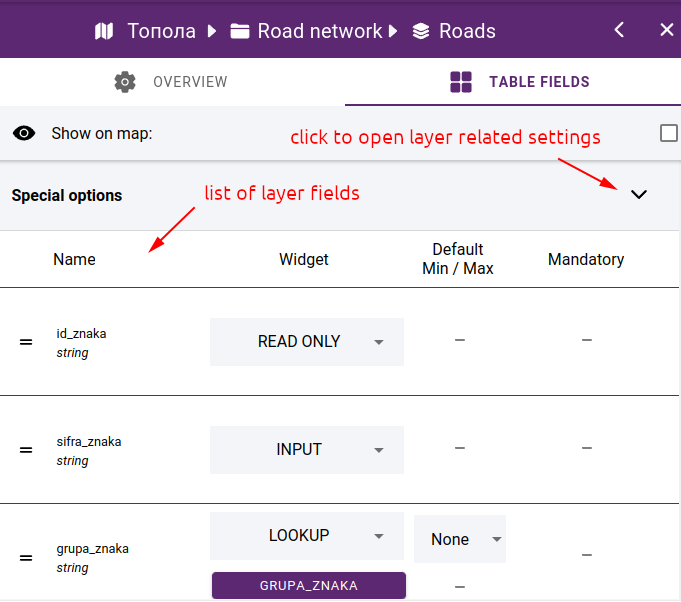 Топола Road network Roads
OVERVIEW TABLE FIELDS
Show on map:
click to open layer related settings
Special options
list of layer fields
Name Widget Default Min / Max Mandatory
id_znaka
string
READ ONLY – –
sifra_znaka
string
INPUT – –
grupa_znaka
string
LOOKUP None –
GRUPA_ZNAKA –